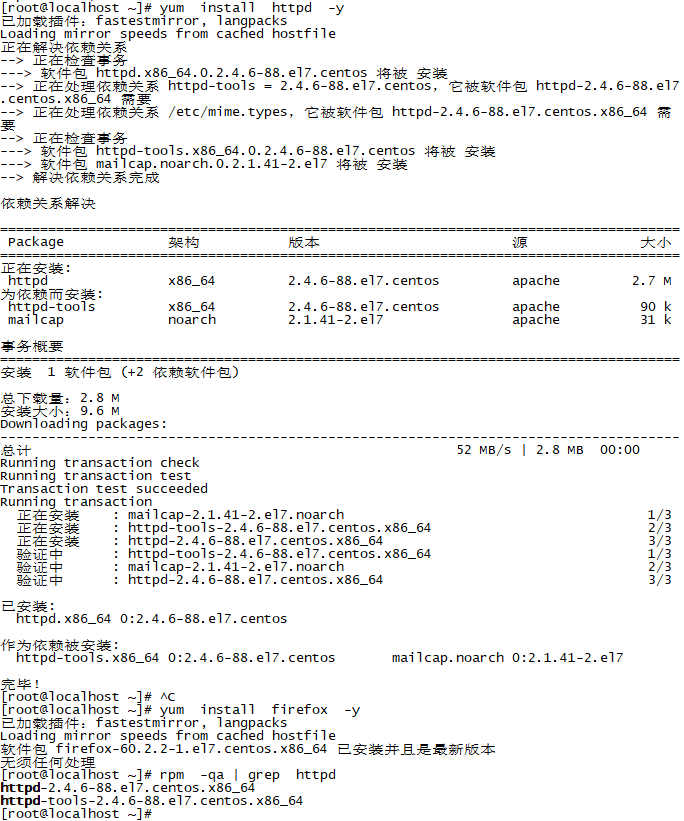 [root@localhost ~]# yum  install  httpd  -y
已加载插件：fastestmirror, langpacks
Loading mirror speeds from cached hostfile
正在解决依赖关系
--> 正在检查事务
---> 软件包 httpd.x86_64.0.2.4.6-88.el7.centos 将被 安装
--> 正在处理依赖关系 httpd-tools = 2.4.6-88.el7.centos，它被软件包 httpd-2.4.6-88.el7
.centos.x86_64 需要
--> 正在处理依赖关系 /etc/mime.types，它被软件包 httpd-2.4.6-88.el7.centos.x86_64 需
要
--> 正在检查事务
---> 软件包 httpd-tools.x86_64.0.2.4.6-88.el7.centos 将被 安装
---> 软件包 mailcap.noarch.0.2.1.41-2.el7 将被 安装
--> 解决依赖关系完成
依赖关系解决
================================================================================
 Package             架构           版本                        源              大小
================================================================================
正在安装:
 httpd               x86_64         2.4.6-88.el7.centos         apache         2.7 M
为依赖而安装:
 httpd-tools         x86_64         2.4.6-88.el7.centos         apache          90 k
 mailcap             noarch         2.1.41-2.el7                apache          31 k
事务概要
================================================================================
安装  1 软件包 (+2 依赖软件包)
总下载量：2.8 M
安装大小：9.6 M
Downloading packages:
--------------------------------------------------------------------------------
总计                                                52 MB/s | 2.8 MB  00:00
Running transaction check
Running transaction test
Transaction test succeeded
Running transaction
  正在安装    : mailcap-2.1.41-2.el7.noarch                                 1/3
  正在安装    : httpd-tools-2.4.6-88.el7.centos.x86_64                      2/3
  正在安装    : httpd-2.4.6-88.el7.centos.x86_64                            3/3
  验证中      : httpd-tools-2.4.6-88.el7.centos.x86_64                      1/3
  验证中      : mailcap-2.1.41-2.el7.noarch                                 2/3
  验证中      : httpd-2.4.6-88.el7.centos.x86_64                            3/3
已安装:
  httpd.x86_64 0:2.4.6-88.el7.centos
作为依赖被安装:
  httpd-tools.x86_64 0:2.4.6-88.el7.centos       mailcap.noarch 0:2.1.41-2.el7
完毕！
[root@localhost ~]# ^C
[root@localhost ~]# yum  install  firefox  -y
已加载插件：fastestmirror, langpacks
Loading mirror speeds from cached hostfile
软件包 firefox-60.2.2-1.el7.centos.x86_64 已安装并且是最新版本
无须任何处理
[root@localhost ~]# rpm  -qa | grep  httpd
httpd-2.4.6-88.el7.centos.x86_64
httpd-tools-2.4.6-88.el7.centos.x86_64
[root@localhost ~]#